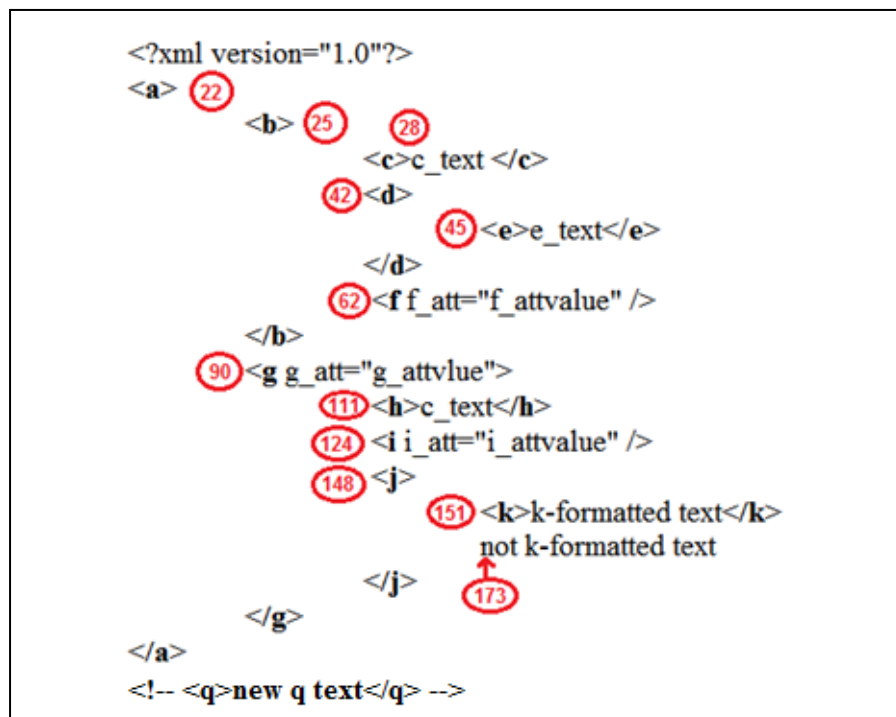 <?xml version="1.0"?>
<a> 22
<b> 25 28
<c>c_text </c>
42 <d>
45 <e>e_text</e>
</d>
62 <f f_att="f_attvalue" />
</b>
90 <g g_att="g_attvlue">
111 <h>c_text</h>
124 <i i_att="i_attvalue" />
148 <j>
151 <k>k-formatted text</k>
not k-formatted text
</j> 173
</g>
</a>
<!-- <q>new q text</q> -->